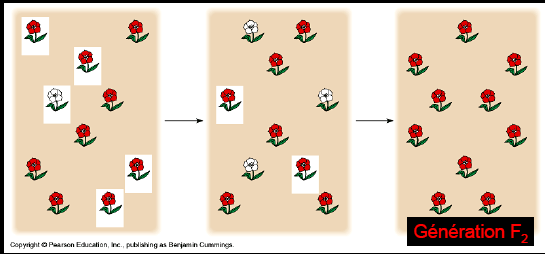 Génération F₂
Copyright © Pearson Education, Inc., publishing as Benjamin Cummings.